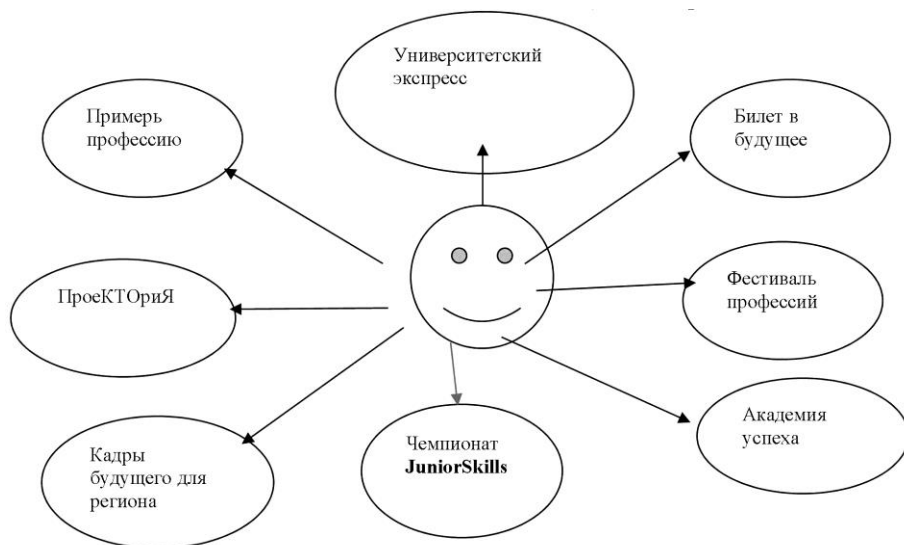 Университетский
экспресс
Примерь
профессию
Билет в
будущее
ПроеКТОриЯ
Фестиваль
профессий
Кадры
будущего для
региона
Чемпионат
JuniorSkills
Академия
успеха